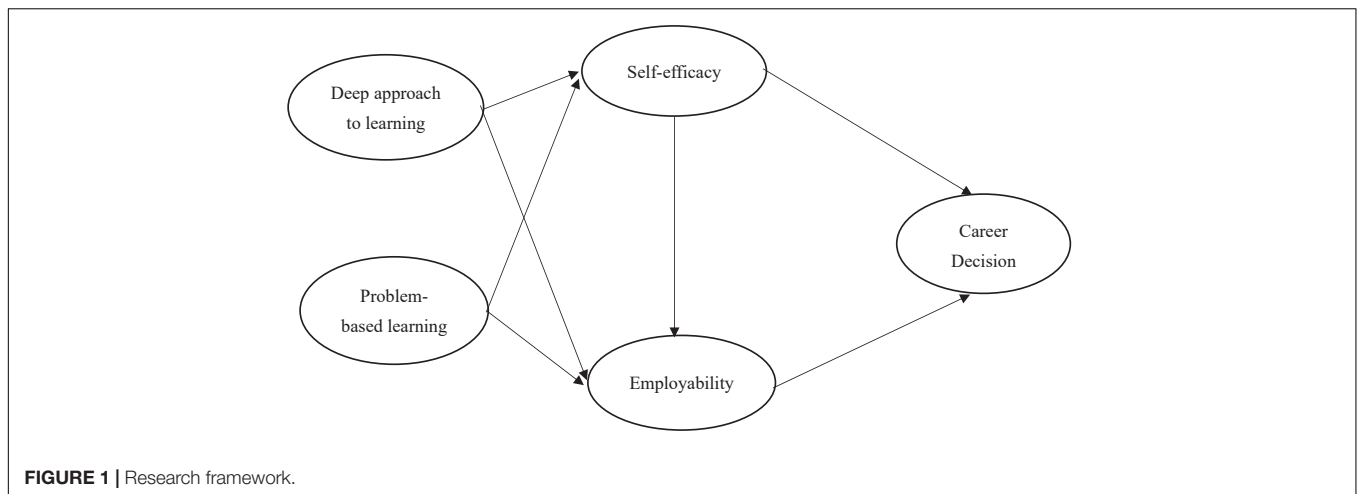 Deep approach
to learning
Self-efficacy
Problem-
based learning
Employability
Career
Decision
FIGURE 1 | Research framework.